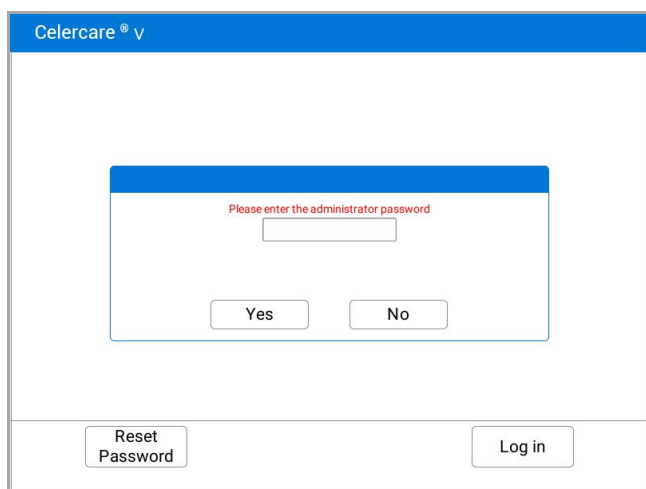 Celercare ® V
Please enter the administrator password
Yes No
Reset
Password
Log in